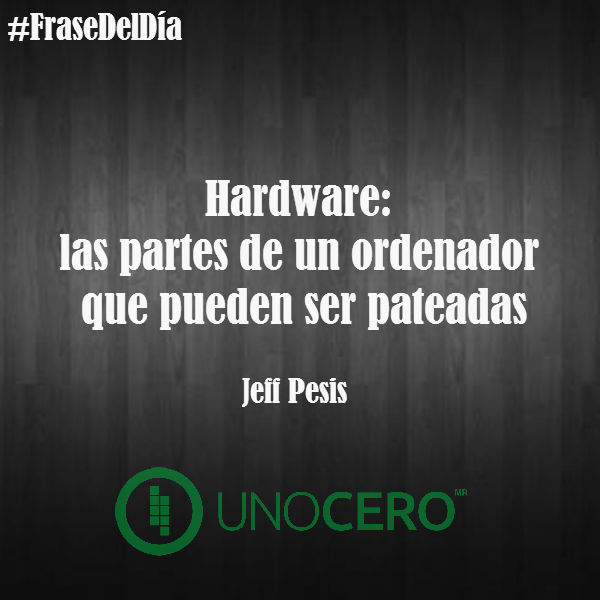 #FraseDelDía
Hardware:
las partes de un ordenador
que pueden ser pateadas
Jeff Pesis
UNOCERO MR